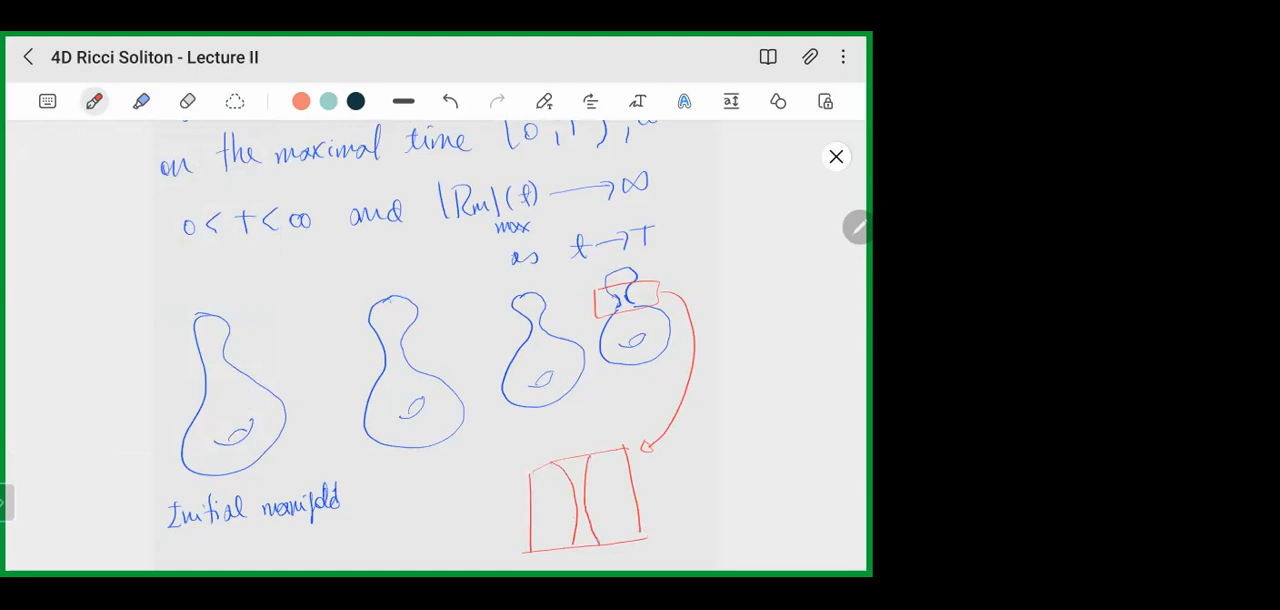 4D Ricci Soliton - Lecture II
on the maximal time [0, T),
0 < T < ∞ and |Rm|(t) ⟶ ∞
max
as t → T
Initial manifold